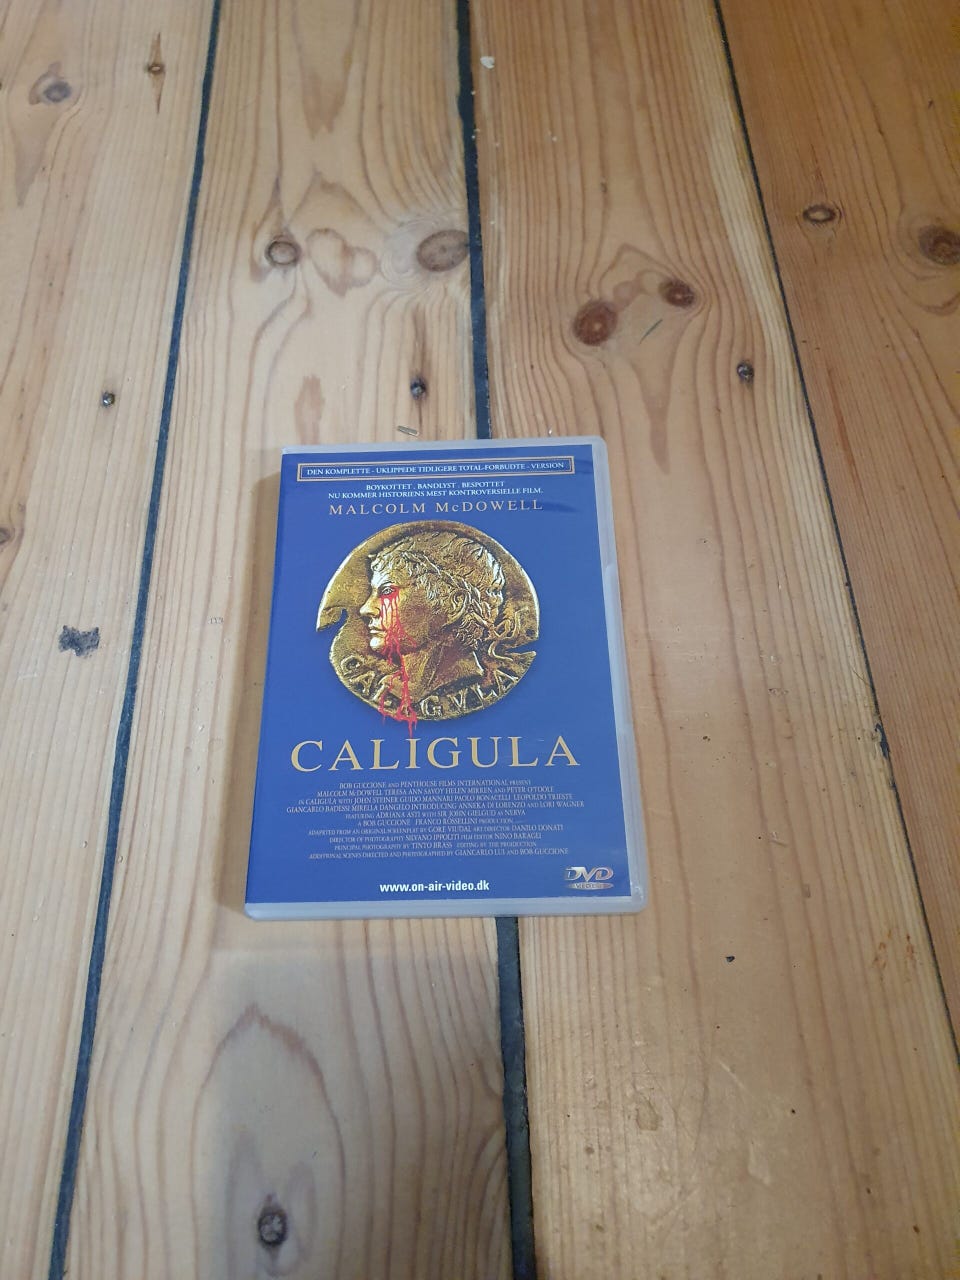 DEN KOMPLETTE - UKLIPPEDE TIDLIGERE TOTAL-FORBUDTE - VERSION
BOYKOTTET . BANDLYST . BESPOTTET
NU KOMMER HISTORIENS MEST KONTROVERSIELLE FILM.
MALCOLM McDOWELL
CALIGVLA
CALIGULA
BOB GUCCIONE AND PENTHOUSE FILMS INTERNATIONAL PRESENT
MALCOLM McDOWELL TERESA ANN SAVOY HELEN MIRREN AND PETER O'TOOLE
IN CALIGULA WITH JOHN STEINER GUIDO MANNARI PAOLO BONACELLI LEOPOLDO TRIESTE
GIANCARLO BADESSI MIRELLA DANGELO INTRODUCING ANNEKA DI LORENZO AND LORI WAGNER
FEATURING ADRIANA ASTI WITH SIR JOHN GIELGUD AS NERVA
A BOB GUCCIONE FRANCO ROSSELLINI PRODUCTION
ADAPRTED FROM AN ORIGINAL SCREENPLAY BY GORE VIUDAL ART DIRECTOR DANILO DONATI
DIRECTOR OF PHOTOGRAPHY SILVANO IPPOLITI FILM EDITOR NINO BARAGLI
PRINCIPAL PHOTOGRAPHY BY TINTO BRASS EDITING BY THE PRODUCTION
ADDITIONAL SCENES DIRECTED AND PHOTOGRAPHED BY GIANCARLO LUI AND BOB GUCCIONE
www.on-air-video.dk
DVD
VIDEO